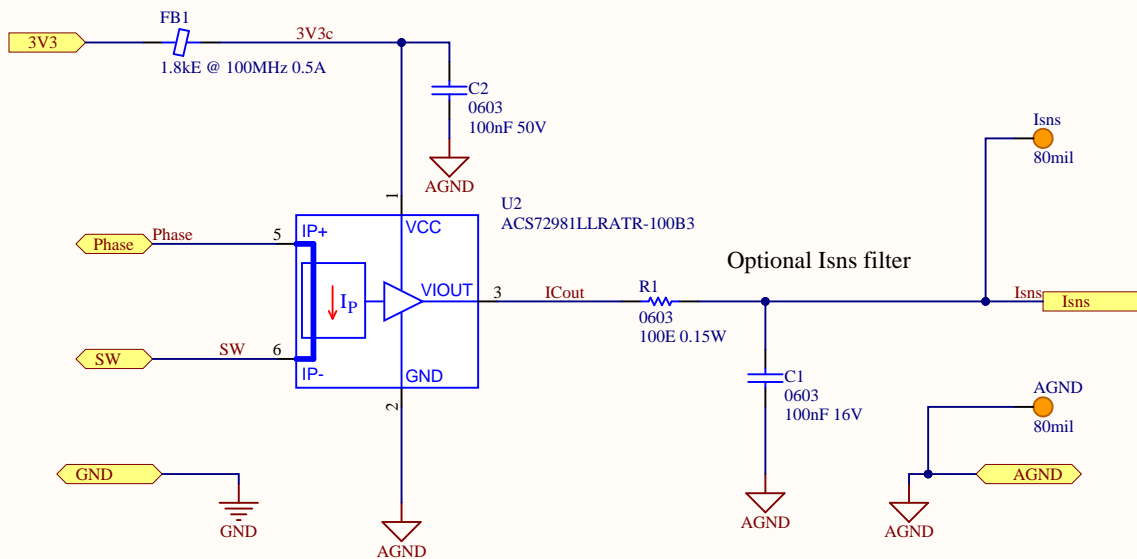 FB1
3V3
3V3c
1.8kE @ 100MHz 0.5A
C2
0603
100nF 50V
AGND
Isns
80mil
1
U2
ACS72981LLRATR-100B3
VCC
Phase
Phase
5
IP+
Optional Isns filter
IP
VIOUT
3
ICout
R1
0603
100E 0.15W
Isns
Isns
SW
SW
6
IP-
GND
2
C1
0603
100nF 16V
AGND
80mil
GND
GND
AGND
AGND
AGND
AGND